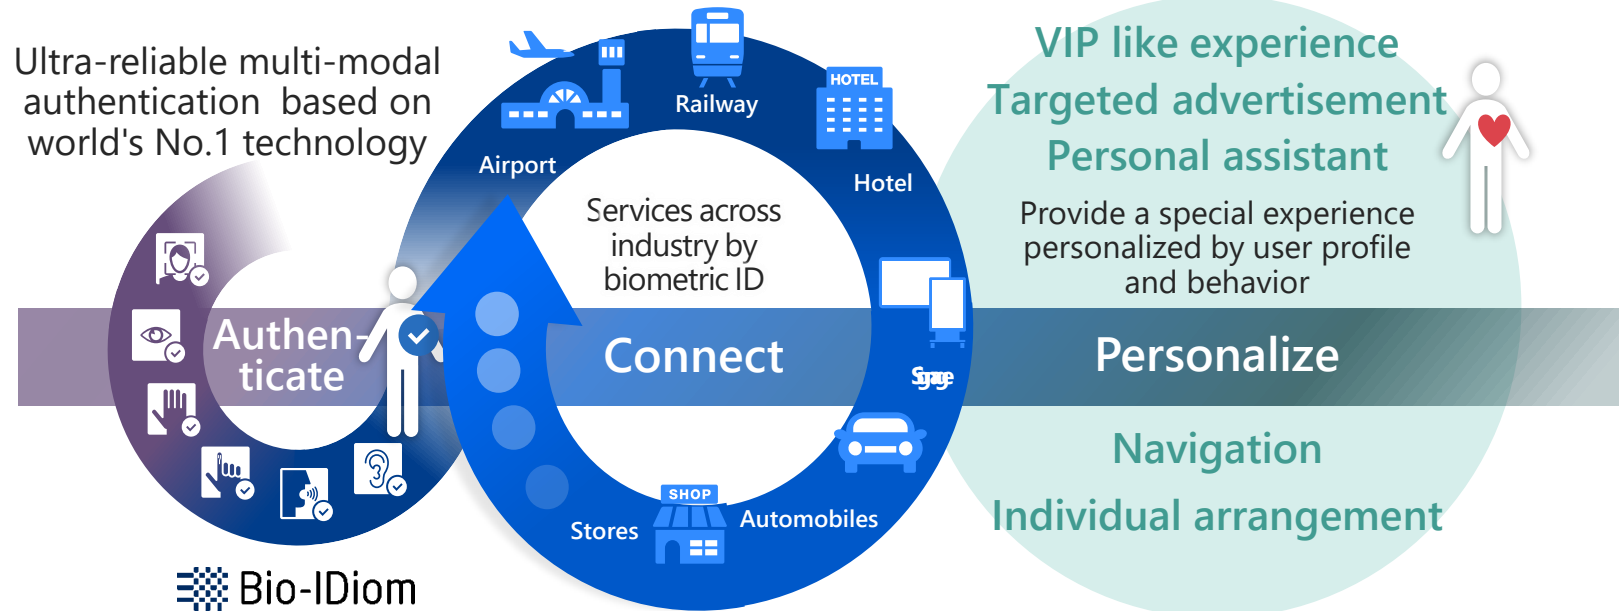 Ultra-reliable multi-modal
authentication based on
world's No.1 technology
Authen-
ticate
Bio-IDiom
Airport
Railway
HOTEL
Hotel
Services across
industry by
biometric ID
Connect
SHOP
Stores
Automobiles
VIP like experience
Targeted advertisement
Personal assistant
Provide a special experience
personalized by user profile
and behavior
Personalize
Navigation
Individual arrangement